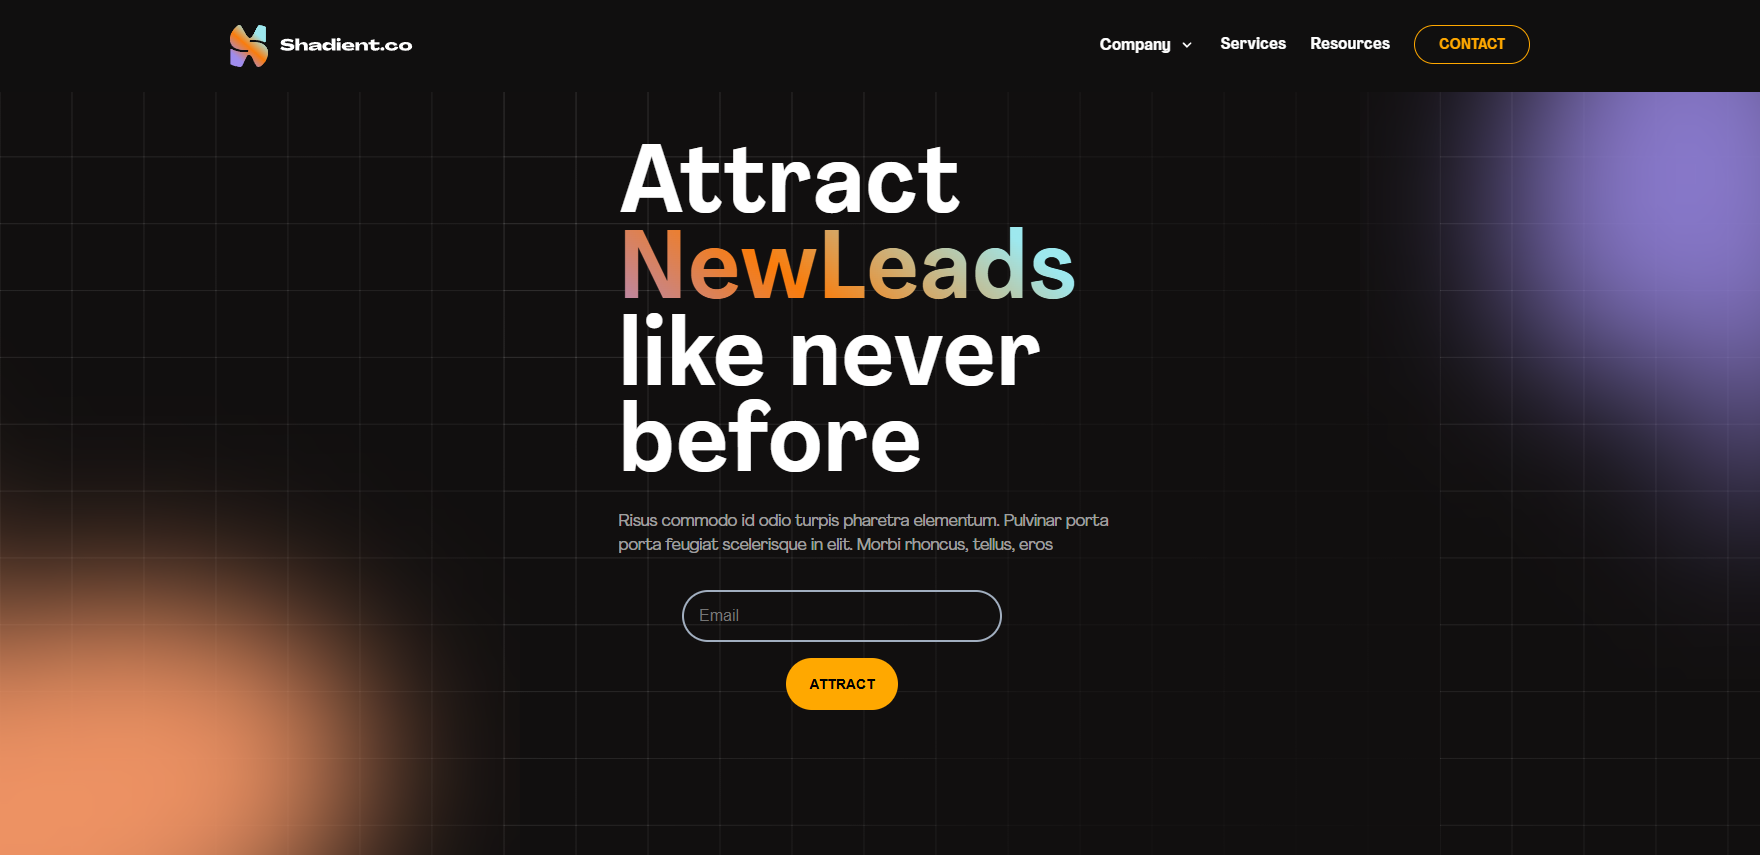 Shadient.co
Company
Services
Resources
CONTACT
Attract
NewLeads
like never
before
Risus commodo id odio turpis pharetra elementum. Pulvinar porta
porta feugiat scelerisque in elit. Morbi rhoncus, tellus, eros
Email
ATTRACT